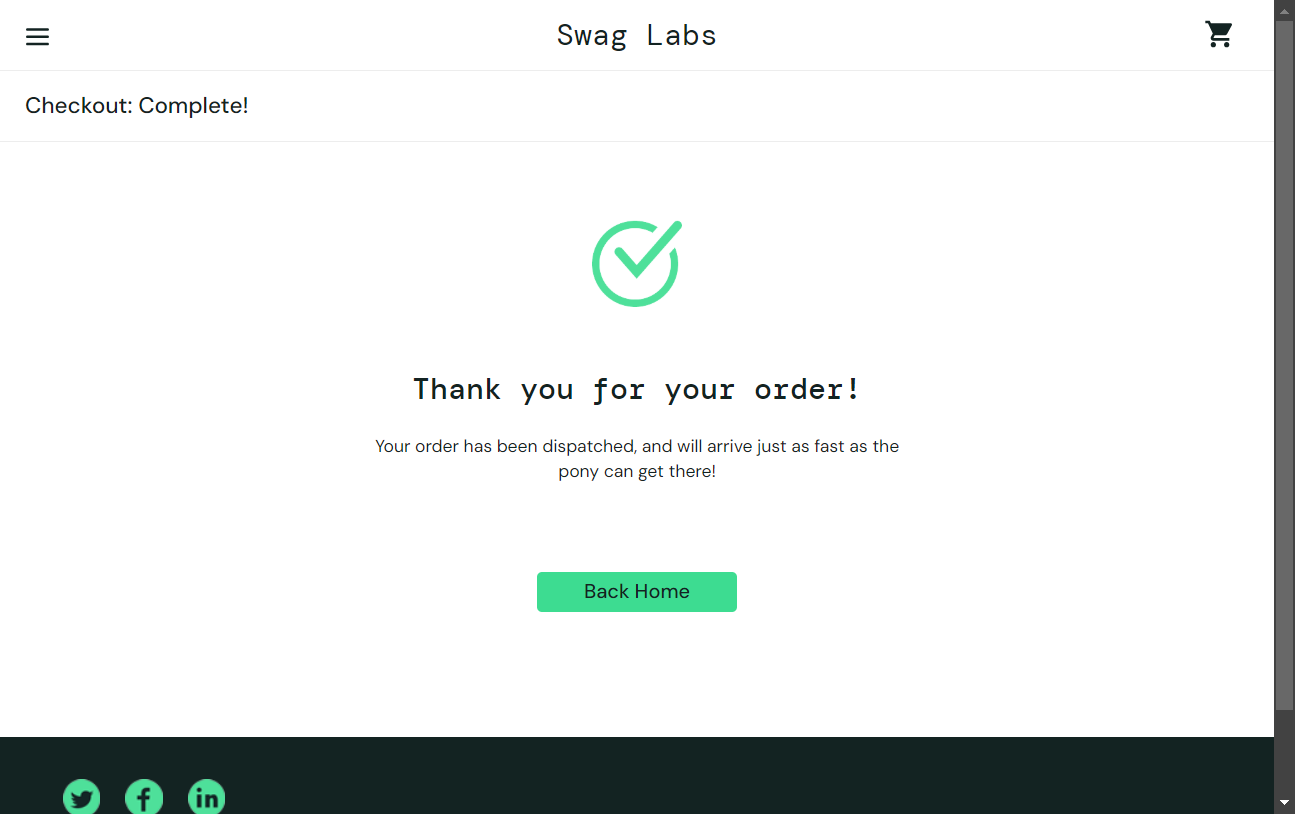 Swag Labs
Checkout: Complete!
Thank you for your order!
Your order has been dispatched, and will arrive just as fast as the
pony can get there!
Back Home